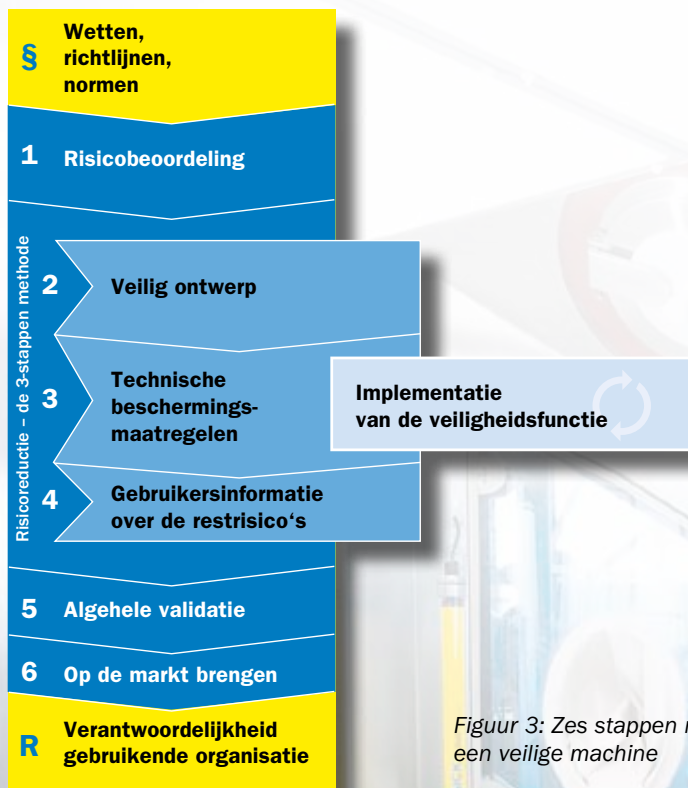 §
Wetten,
richtlijnen,
normen
1 Risicobeoordeling
Risicoreductie – de 3-stappen methode
2 Veilig ontwerp
3
Technische
beschermings-
maatregelen
Implementatie
van de veiligheidsfunctie
4
Gebruikersinformatie
over de restrisico‘s
5 Algehele validatie
6 Op de markt brengen
R
Verantwoordelijkheid
gebruikende organisatie
Figuur 3: Zes stappen
een veilige machine